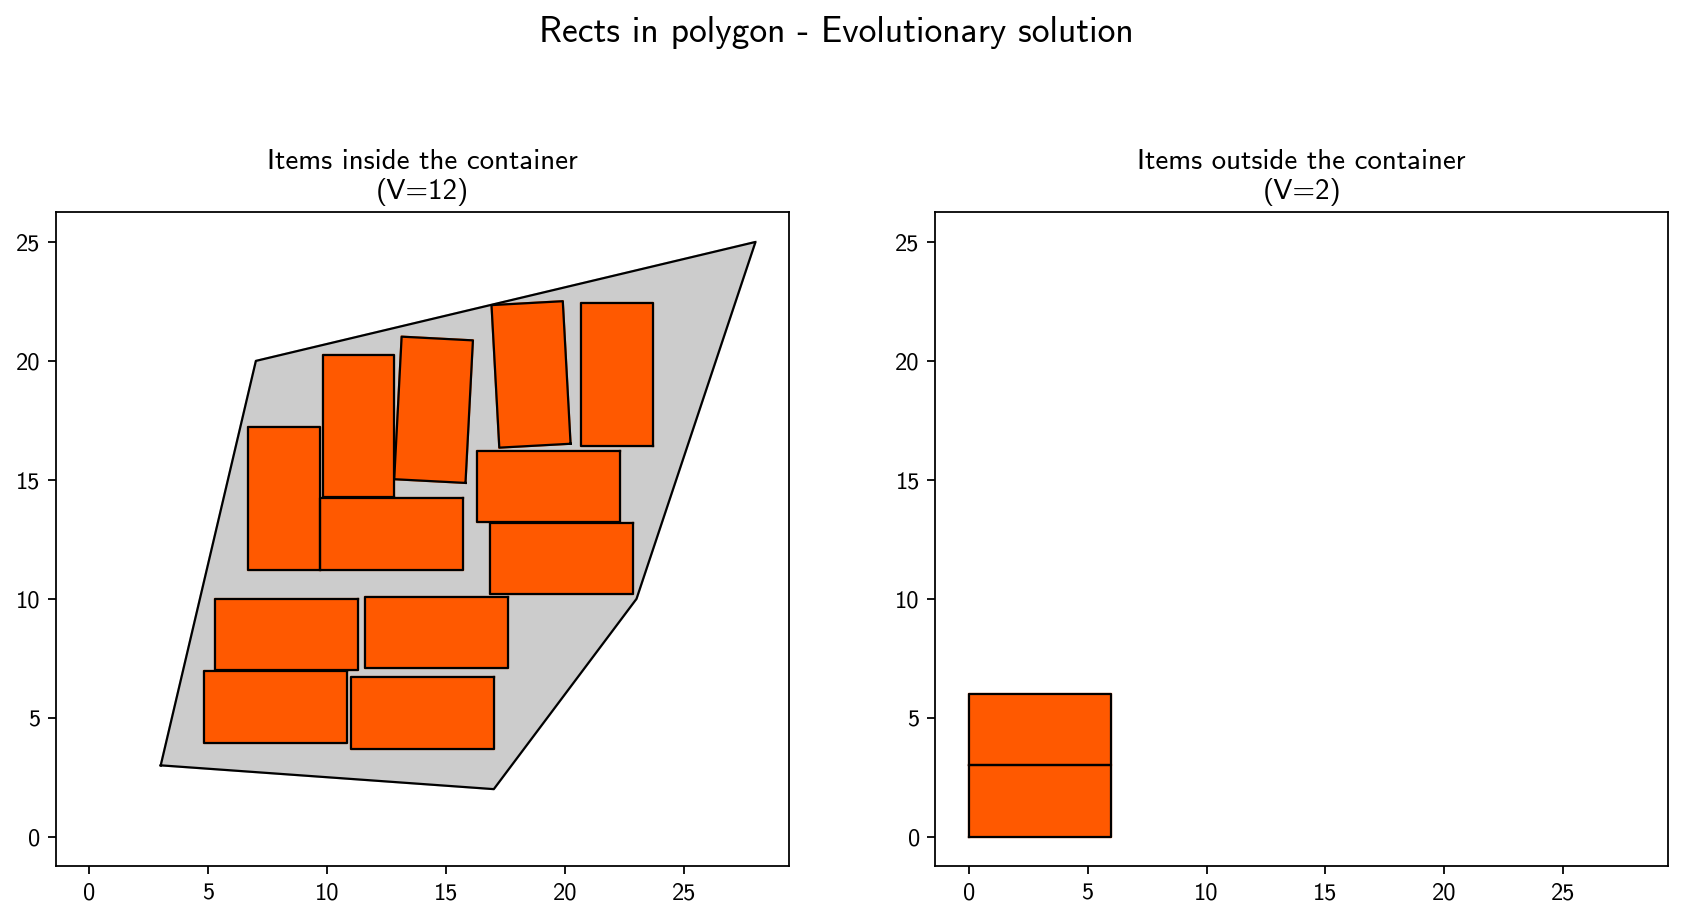 Rects in polygon - Evolutionary solution
Items inside the container
(V=12)
25
20
15
10
5
0
0 5 10 15 20 25
Items outside the container
(V=2)
25
20
15
10
5
0
0 5 10 15 20 25